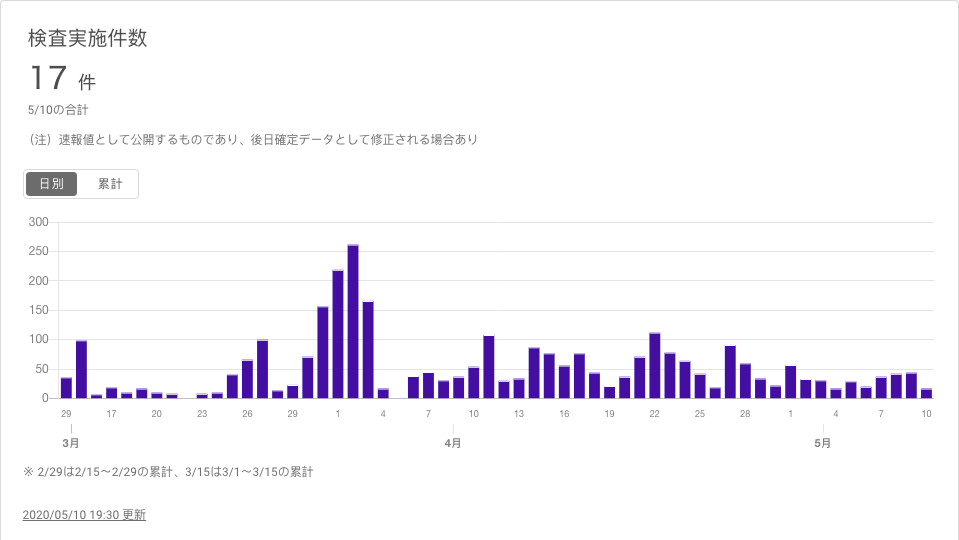 検査実施件数
17 件
5/10の合計
（注）速報値として公開するものであり、後日確定データとして修正される場合あり
日別 累計
300
250
200
150
100
50
0
29 17 20 23 26 29 1 4 7 10 13 16 19 22 25 28 1 4 7 10
3月 4月 5月
※ 2/29は2/15〜2/29の累計、3/15は3/1〜3/15の累計
2020/05/10 19:30 更新